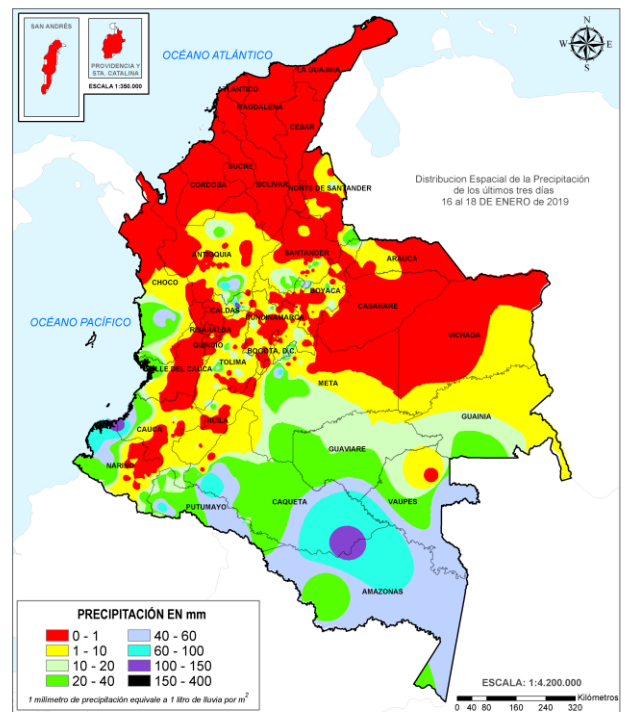 SAN ANDRÉS
PROVIDENCIA Y
STA. CATALINA
ESCALA 1:350.000
OCÉANO ATLÁNTICO
N
W
E
S
LA GUAJIRA
ATLANTICO
MAGDALENA
CESAR
SUCRE
CORDOBA
BOLIVAR
NORTE DE SANTANDER
Distribucion Espacial de la Precipitación
de los últimos tres días
16 al 18 DE ENERO de 2019
ANTIOQUIA
SANTANDER
ARAUCA
CHOCO
BOYACA
CASANARE
OCÉANO PACÍFICO
CALDAS
CUNDINAMARCA
VICHADA
RISARALDA
QUINDIO
BOGOTA, D.C.
TOLIMA
VALLE DEL CAUCA
META
GUAINIA
CAUCA
HUILA
GUAVIARE
NARIÑO
CAQUETA
VAUPES
PUTUMAYO
AMAZONAS
PRECIPITACIÓN EN mm
0 - 1
40 - 60
1 - 10
60 - 100
10 - 20
100 - 150
20 - 40
150 - 400
1 milimetro de precipitación equivale a 1 litro de lluvia por m²
ESCALA: 1:4.200.000
Kilómetros
0 40 80 160 240 320